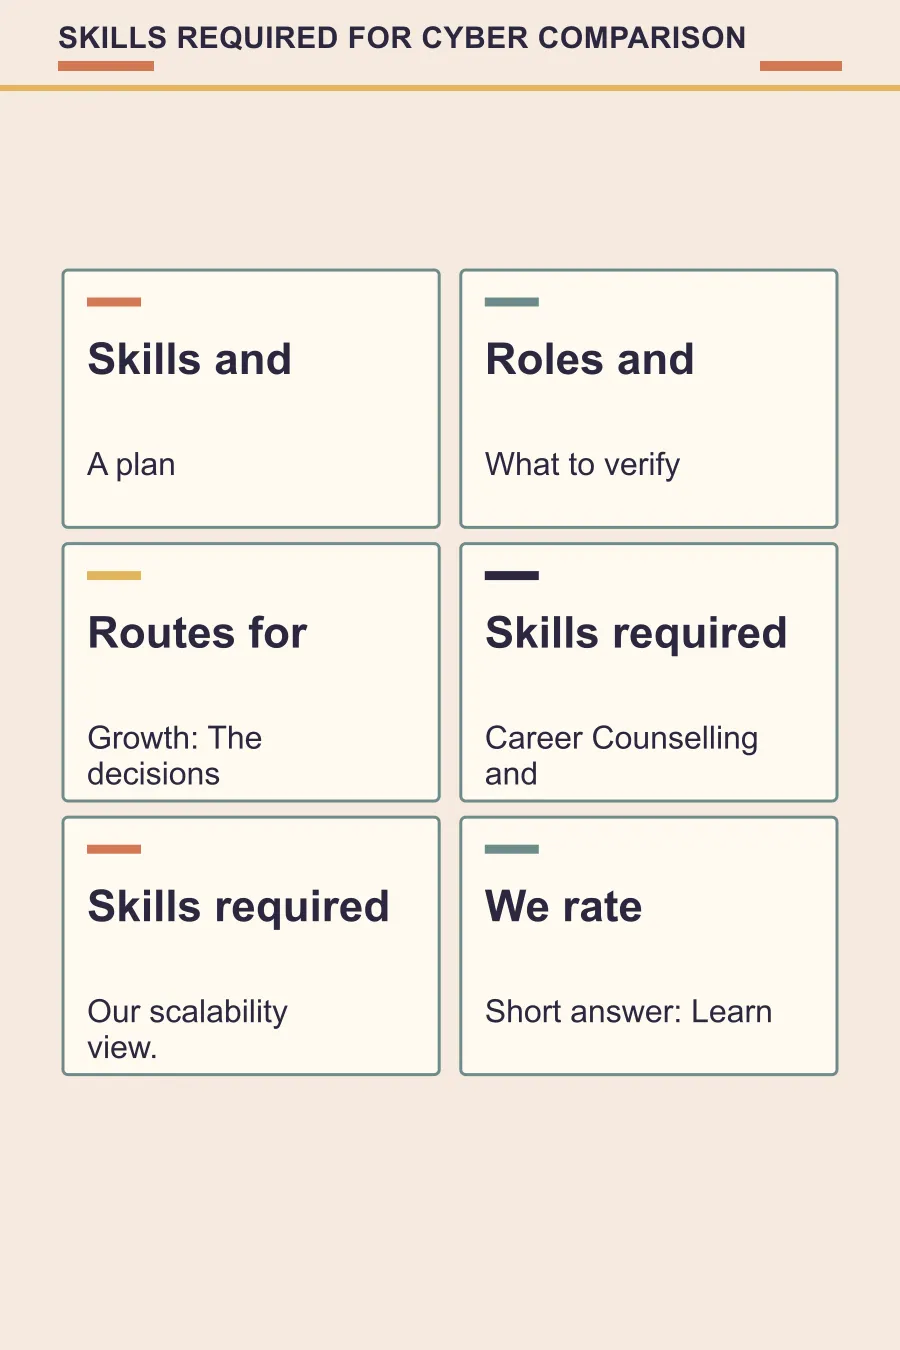 SKILLS REQUIRED FOR CYBER COMPARISON
Skills and
A plan
Roles and
What to verify
Routes for
Growth: The
decisions
Skills required
Career Counselling
and
Skills required
Our scalability
view.
We rate
Short answer: Learn